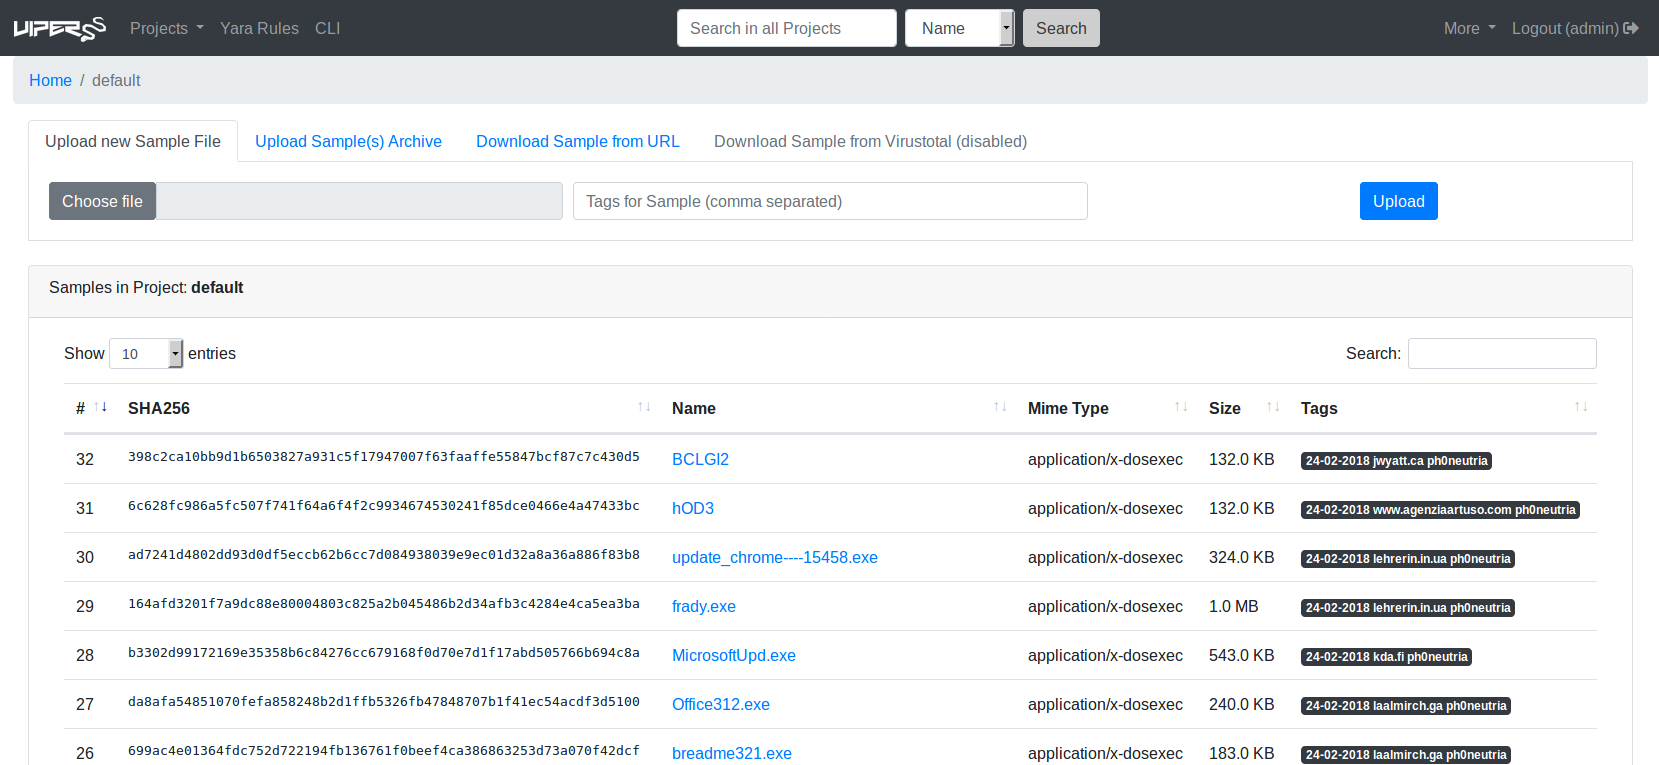 VIPER Projects Yara Rules CLI Search in all Projects Name Search More Logout (admin)
Home / default
Upload new Sample File Upload Sample(s) Archive Download Sample from URL Download Sample from Virustotal (disabled)
Choose file Tags for Sample (comma separated) Upload
Samples in Project: default
Show 10 entries Search:
# SHA256 Name Mime Type Size Tags
32 398c2ca10bb9d1b6503827a931c5f17947007f63faaffe55847bcf87c7c430d5 BCLGl2 application/x-dosexec 132.0 KB 24-02-2018 jwyatt.ca ph0neutria
31 6c628fc986a5fc507f741f64a6f4f2c9934674530241f85dce0466e4a47433bc hOD3 application/x-dosexec 132.0 KB 24-02-2018 www.agenziaartuso.com ph0neutria
30 ad7241d4802dd93d0df5eccb62b6cc7d084938039e9ec01d32a8a36a886f83b8 update_chrome----15458.exe application/x-dosexec 324.0 KB 24-02-2018 lehrerin.in.ua ph0neutria
29 164afd3201f7a9dc88e80004803c825a2b045486b2d34afb3c4284e4ca5ea3ba frady.exe application/x-dosexec 1.0 MB 24-02-2018 lehrerin.in.ua ph0neutria
28 b3302d99172169e35358b6c84276cc679168f0d70e7d1f17abd505766b694c8a MicrosoftUpd.exe application/x-dosexec 543.0 KB 24-02-2018 kda.fi ph0neutria
27 da8afa54851070fefa858248b2d1ffb5326fb47848707b1f41ec54acdf3d5100 Office312.exe application/x-dosexec 240.0 KB 24-02-2018 laalmirch.ga ph0neutria
26 699ac4e01364fdc752d722194fb136761f0beef4ca386863253d73a070f42dcf breadme321.exe application/x-dosexec 183.0 KB 24-02-2018 laalmirch.ga ph0neutria